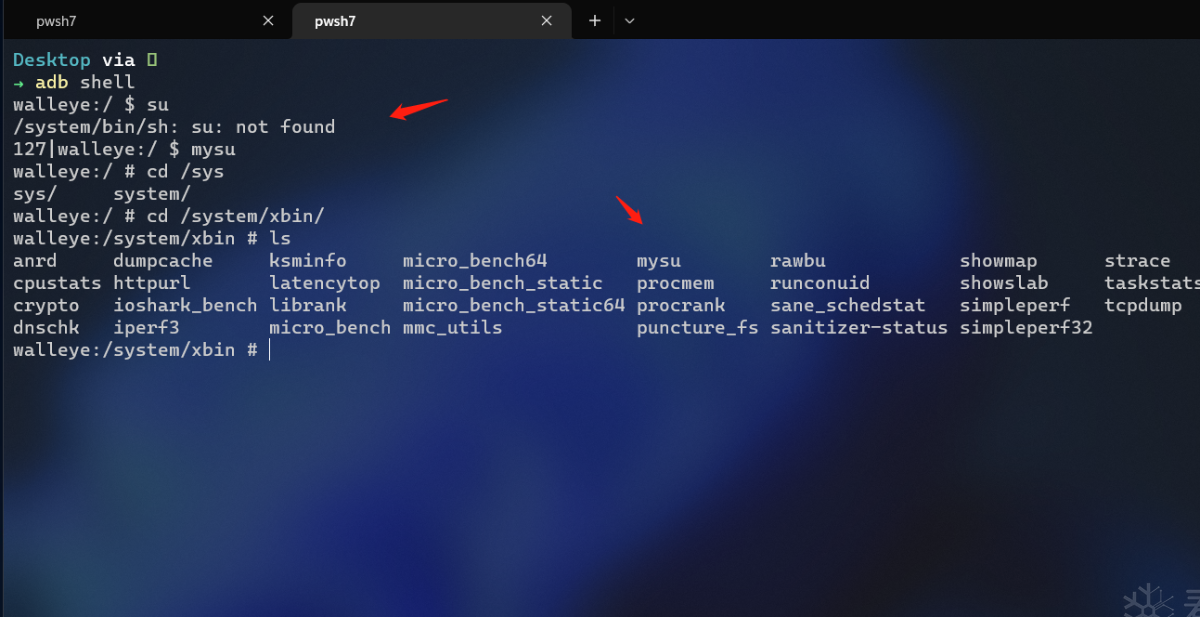 pwsh7 pwsh7
Desktop via
→ adb shell
walleye:/ $ su
/system/bin/sh: su: not found
127|walleye:/ $ mysu
walleye:/ # cd /sys
sys/ system/
walleye:/ # cd /system/xbin/
walleye:/system/xbin # ls
anrd dumpcache ksminfo micro_bench64 mysu rawbu showmap strace
cpustats httpurl latencytop micro_bench_static procmem runconuid showslab taskstats
crypto ioshark_bench librank micro_bench_static64 procrank sane_schedstat simpleperf tcpdump
dnschk iperf3 micro_bench mmc_utils puncture_fs sanitizer-status simpleperf32
walleye:/system/xbin #